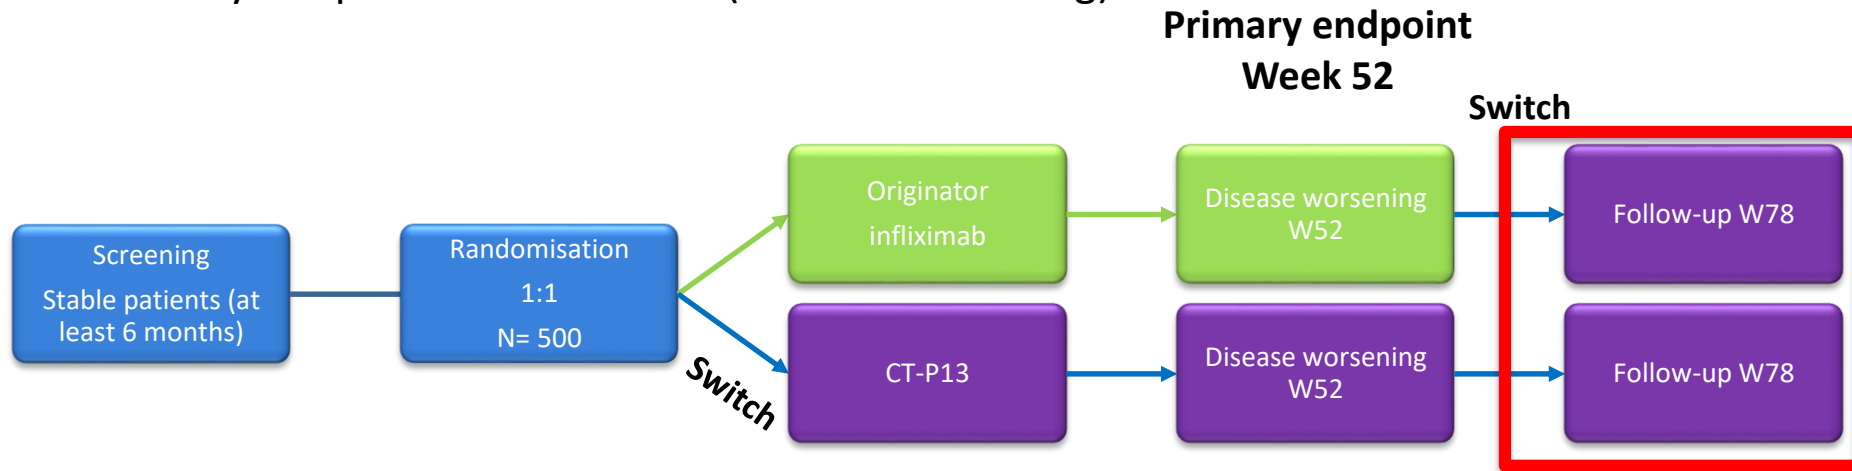 Primary endpoint
Week 52
Switch
Screening
Stable patients (at
least 6 months)
Randomisation
1:1
N= 500
Switch
Originator
infliximab
Disease worsening
W52
Follow-up W78
CT-P13
Disease worsening
W52
Follow-up W78